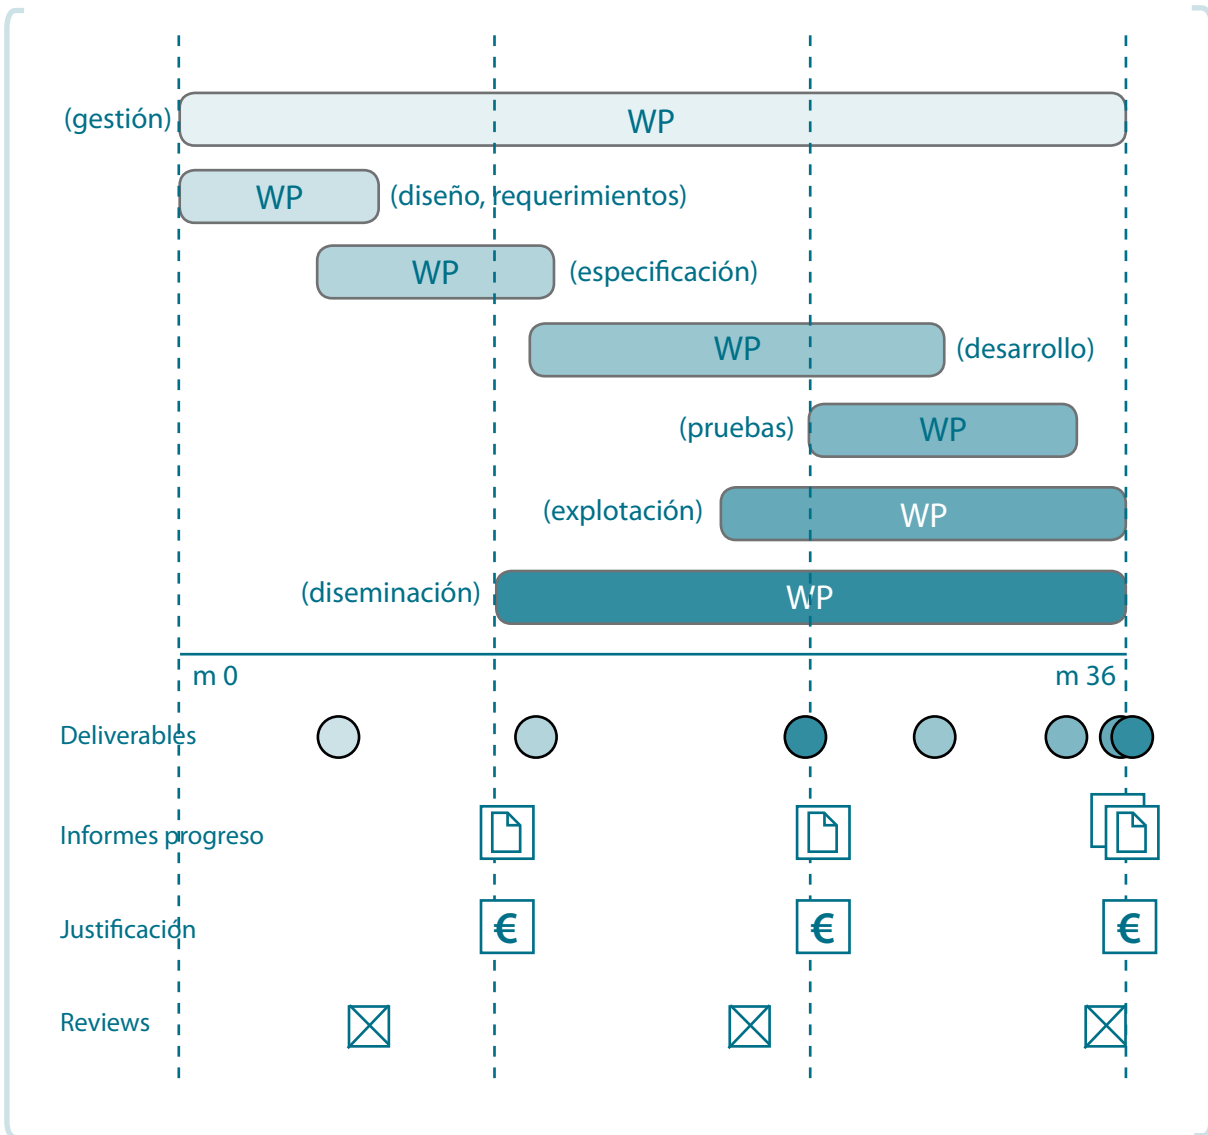 (gestión) WP
WP (diseño, requerimientos)
WP (especificación)
WP (desarrollo)
(pruebas) WP
(explotación) WP
(diseminación) WP
m 0 m 36
Deliverables
Informes progreso
Justificación € € €
Reviews